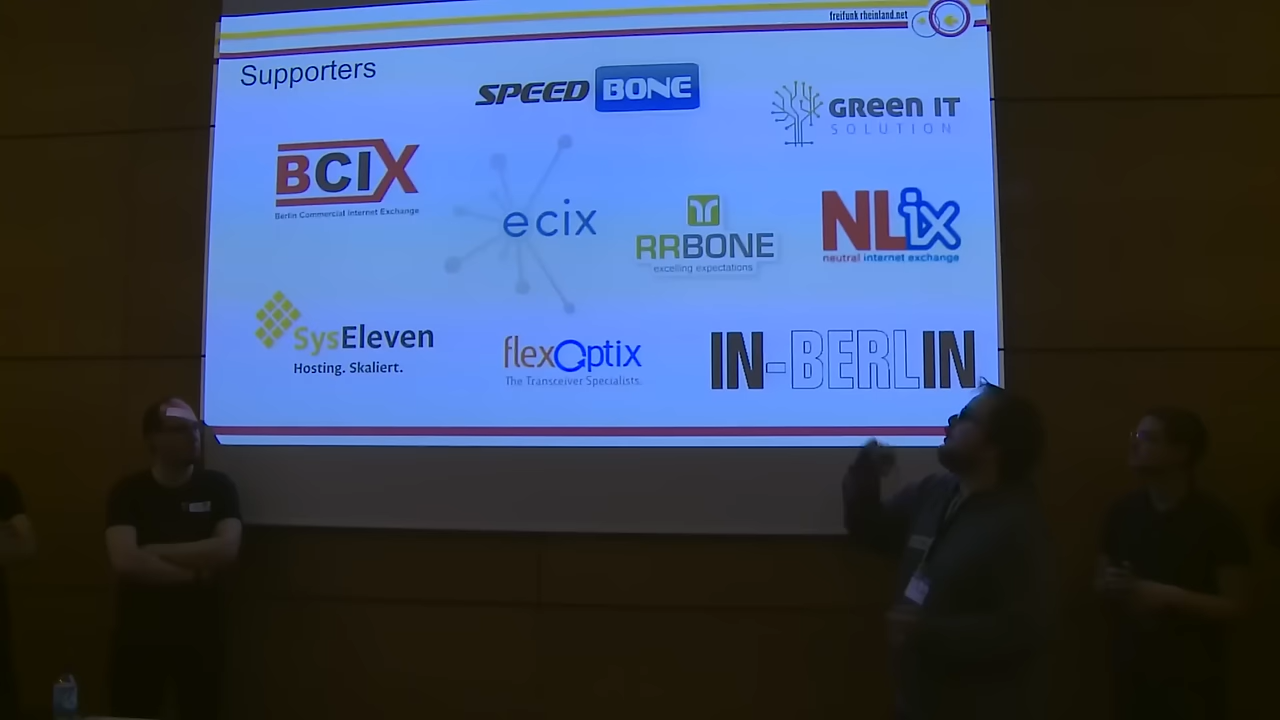 freifunk rheinland.net
Supporters
SPEED BONE
GREEN IT
SOLUTION
BCIX
Berlin Commercial Internet Exchange
ecix
RRBONE
excelling expectations
NLix
neutral internet exchange
SysEleven
Hosting. Skaliert.
flexOptix
The Transceiver Specialists.
IN-BERLIN